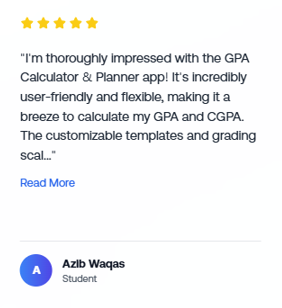 "I'm thoroughly impressed with the GPA
Calculator & Planner app! It's incredibly
user-friendly and flexible, making it a
breeze to calculate my GPA and CGPA.
The customizable templates and grading
scal..."
Read More
A
Azib Waqas
Student